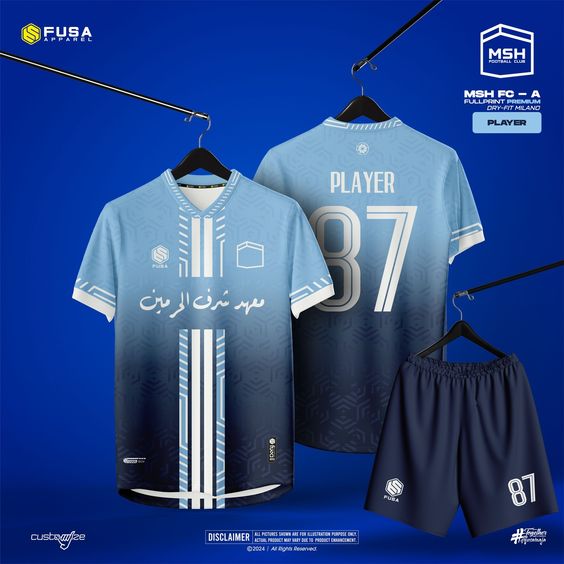 FUSA
APPAREL
MSH
FOOTBALL CLUB
MSH FC – A
FULLPRINT PREMIUM
DRY-FIT MILANO
PLAYER
PLAYER
87
FUSA
معهد شرف الحرمين
FUSA
87
customize
DISCLAIMER
ALL PICTURES SHOWN ARE FOR ILLUSTRATION PURPOSE ONLY.
ACTUAL PRODUCT MAY VARY DUE TO PRODUCT ENHANCEMENT.
©2024 / All Rights Reserved.